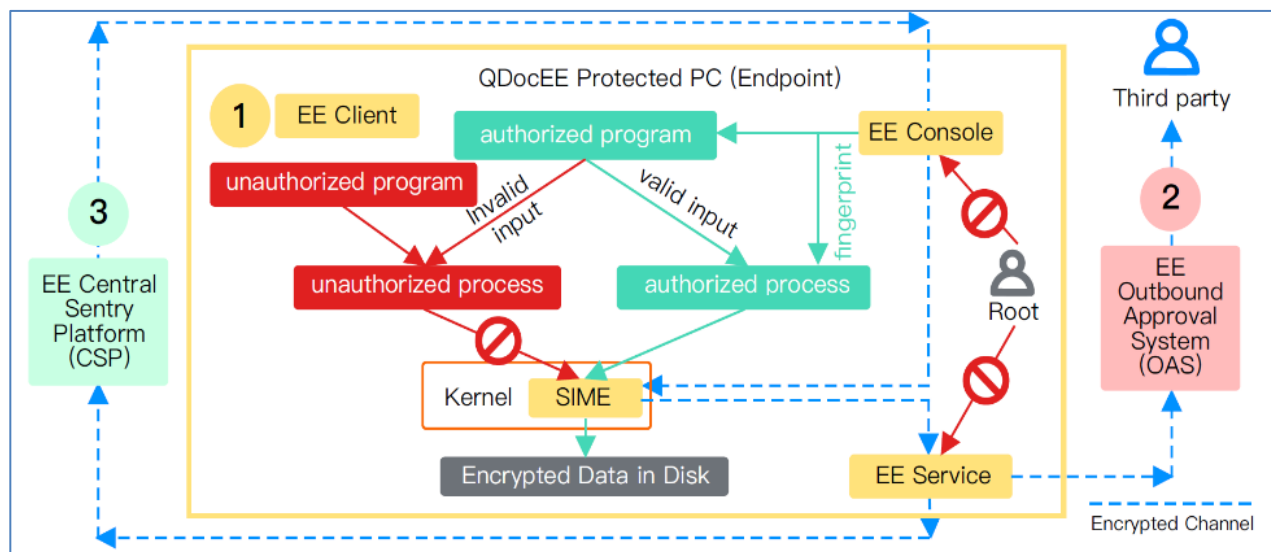 QDocEE Protected PC (Endpoint)
1
EE Client
authorized program
EE Console
Third party
unauthorized program
Invalid
input
valid input
fingerprint
3
2
unauthorized process
authorized process
Root
EE Central
Sentry
Platform
(CSP)
EE
Outbound
Approval
System
(OAS)
Kernel
SIME
Encrypted Data in Disk
EE Service
Encrypted Channel